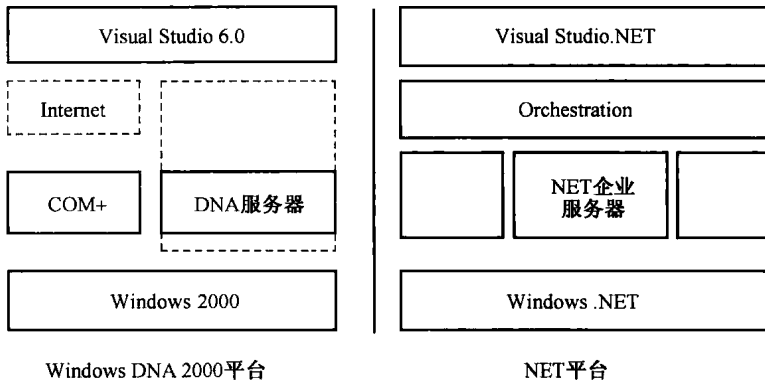 Visual Studio 6.0
Internet
COM+
DNA服务器
Windows 2000
Windows DNA 2000平台
Visual Studio.NET
Orchestration
NET企业
服务器
Windows .NET
NET平台